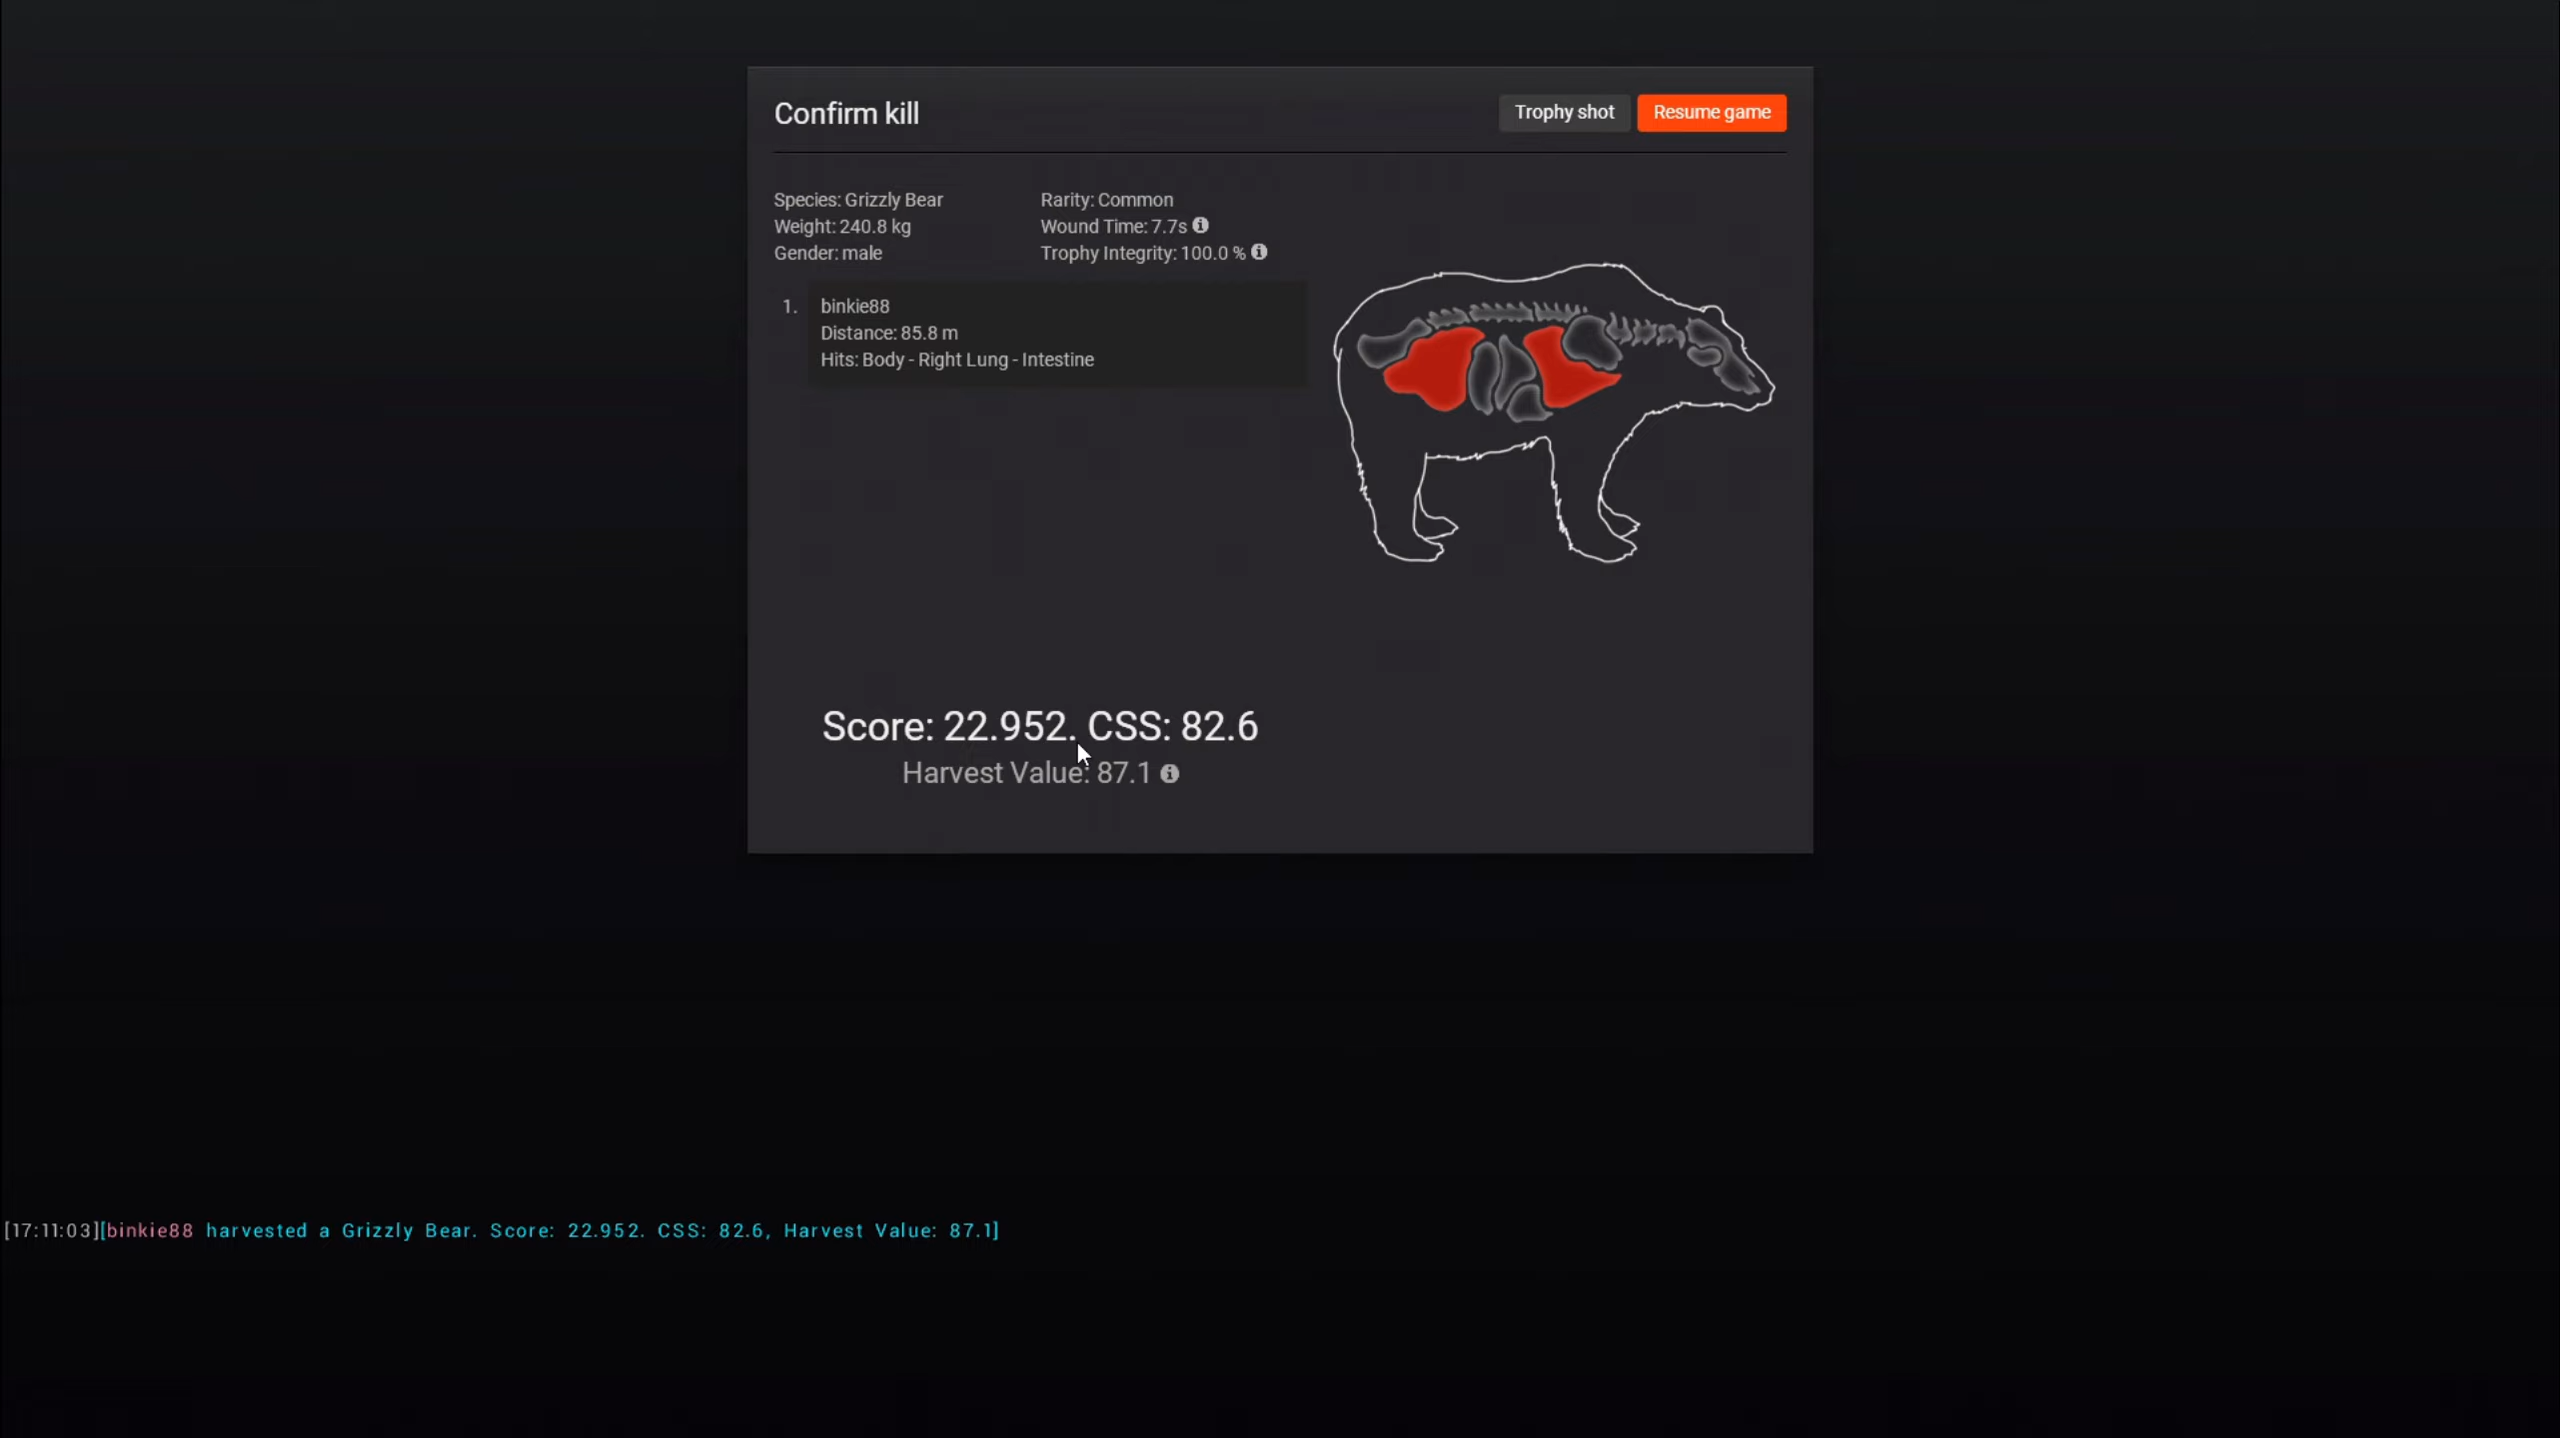 Confirm kill
Trophy shot
Resume game
Species: Grizzly Bear
Weight: 240.8 kg
Gender: male
Rarity: Common
Wound Time: 7.7s
Trophy Integrity: 100.0 %
1.
binkie88
Distance: 85.8 m
Hits: Body - Right Lung - Intestine
Score: 22.952. CSS: 82.6
Harvest Value: 87.1
[17:11:03][binkie88 harvested a Grizzly Bear. Score: 22.952. CSS: 82.6, Harvest Value: 87.1]